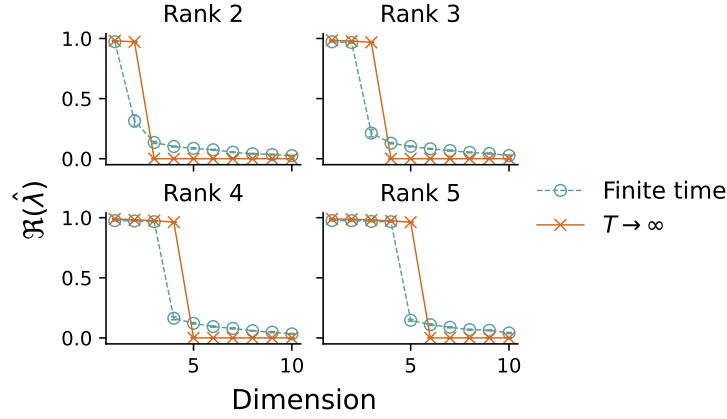 Rank 2
Rank 3
1.0
0.5
0.0
Rank 4
Rank 5
1.0
0.5
0.0
5
10
5
10
ℜ(λ̂)
Dimension
Finite time
T → ∞